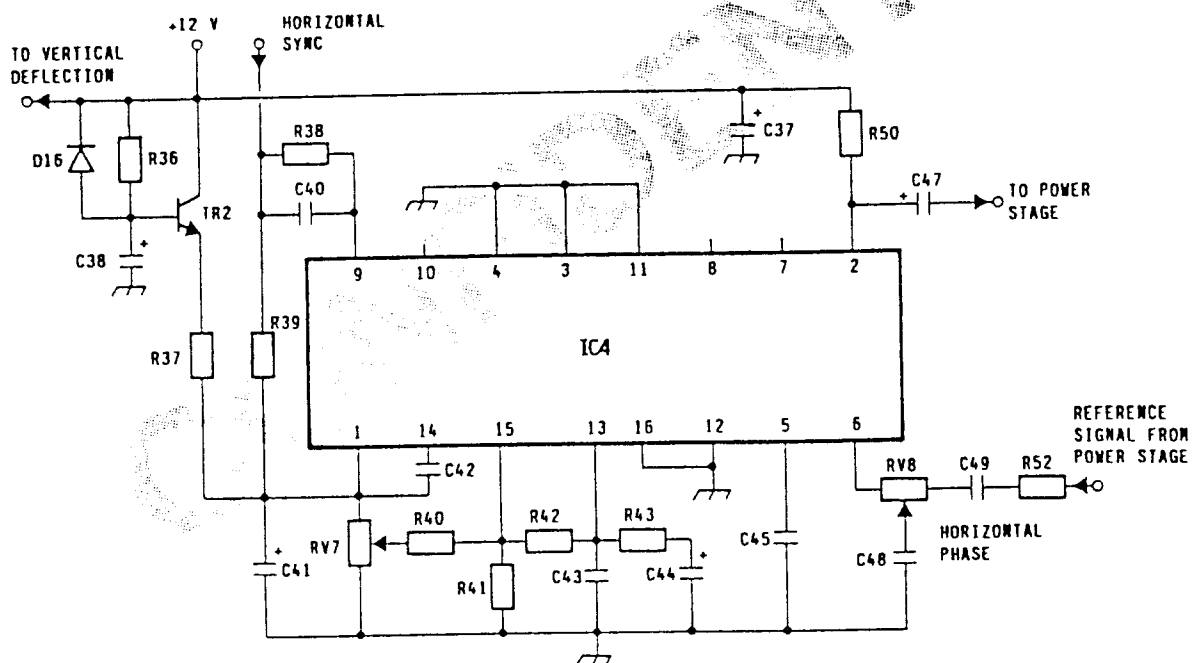 +12 V
HORIZONTAL
SYNC
TO VERTICAL
DEFLECTION
D16
R36
TR2
C38
R37
R38
C40
R39
C37
R50
C47
TO POWER
STAGE
9
10
4
3
11
8
7
2
IC4
1
14
15
13
16
12
5
6
C42
RV7
R40
R42
R43
C41
R41
C43
C44
C45
C48
RV8
C49
R52
HORIZONTAL
PHASE
REFERENCE
SIGNAL FROM
POWER STAGE
+
+
+
+
+